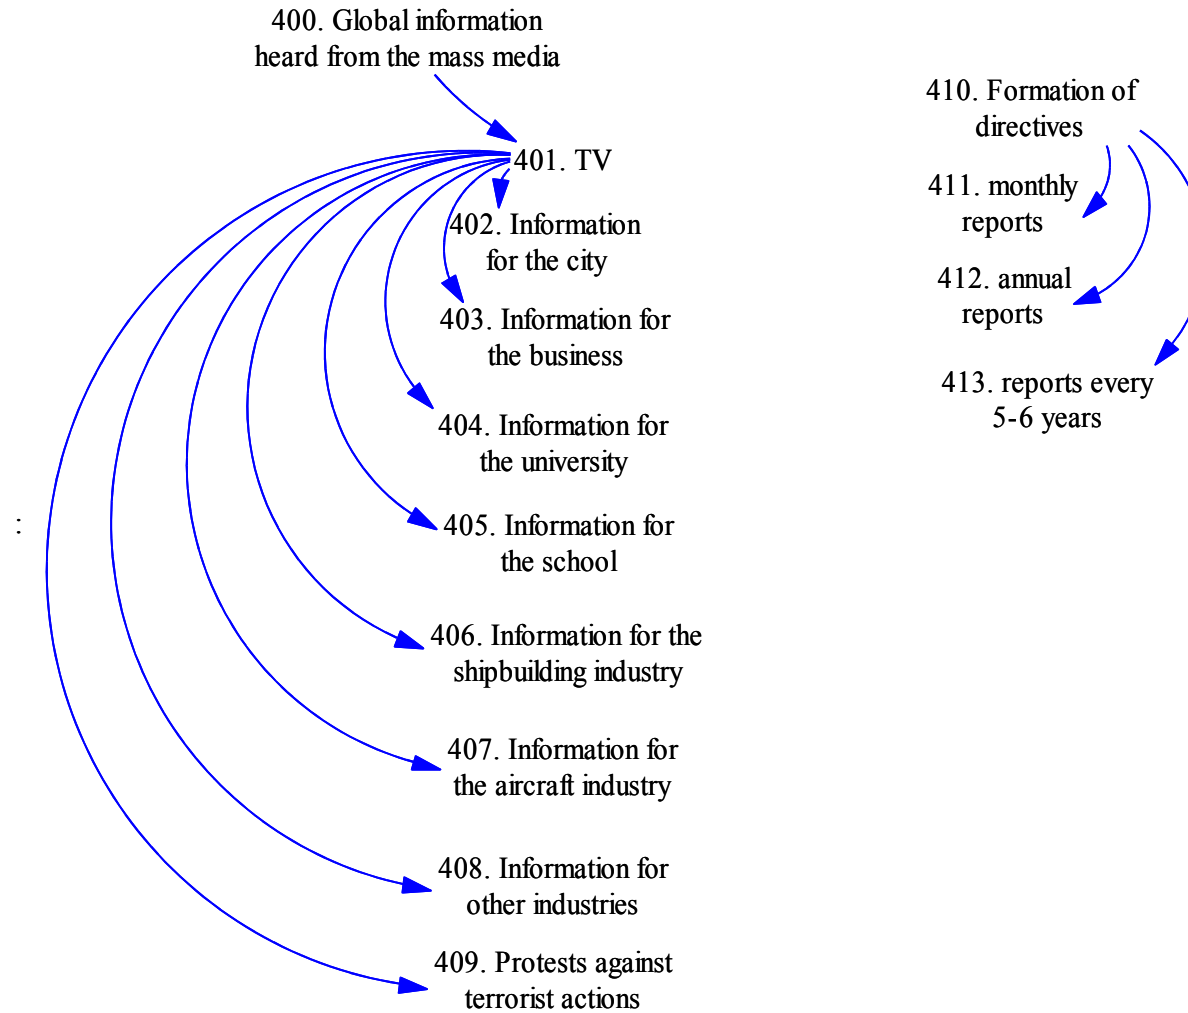 400. Global information
heard from the mass media
401. TV
402. Information
for the city
403. Information for
the business
404. Information for
the university
:
405. Information for
the school
406. Information for the
shipbuilding industry
407. Information for
the aircraft industry
408. Information for
other industries
409. Protests against
terrorist actions
410. Formation of
directives
411. monthly
reports
412. annual
reports
413. reports every
5-6 years